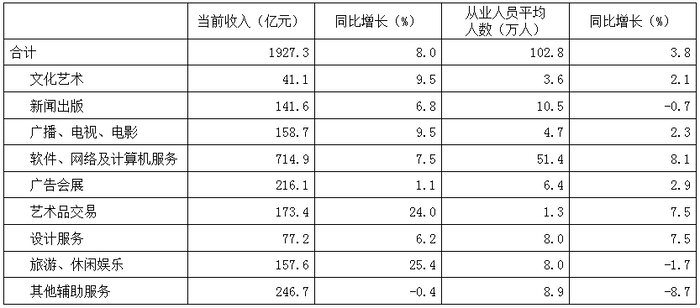 当前收入（亿元） 同比增长（%） 从业人员平均人数（万人） 同比增长（%）
合计 1927.3 8.0 102.8 3.8
文化艺术 41.1 9.5 3.6 2.1
新闻出版 141.6 6.8 10.5 -0.7
广播、电视、电影 158.7 9.5 4.7 2.3
软件、网络及计算机服务 714.9 7.5 51.4 8.1
广告会展 216.1 1.1 6.4 2.9
艺术品交易 173.4 24.0 1.3 7.5
设计服务 77.2 6.2 8.0 7.5
旅游、休闲娱乐 157.6 25.4 8.0 -1.7
其他辅助服务 246.7 -0.4 8.9 -8.7